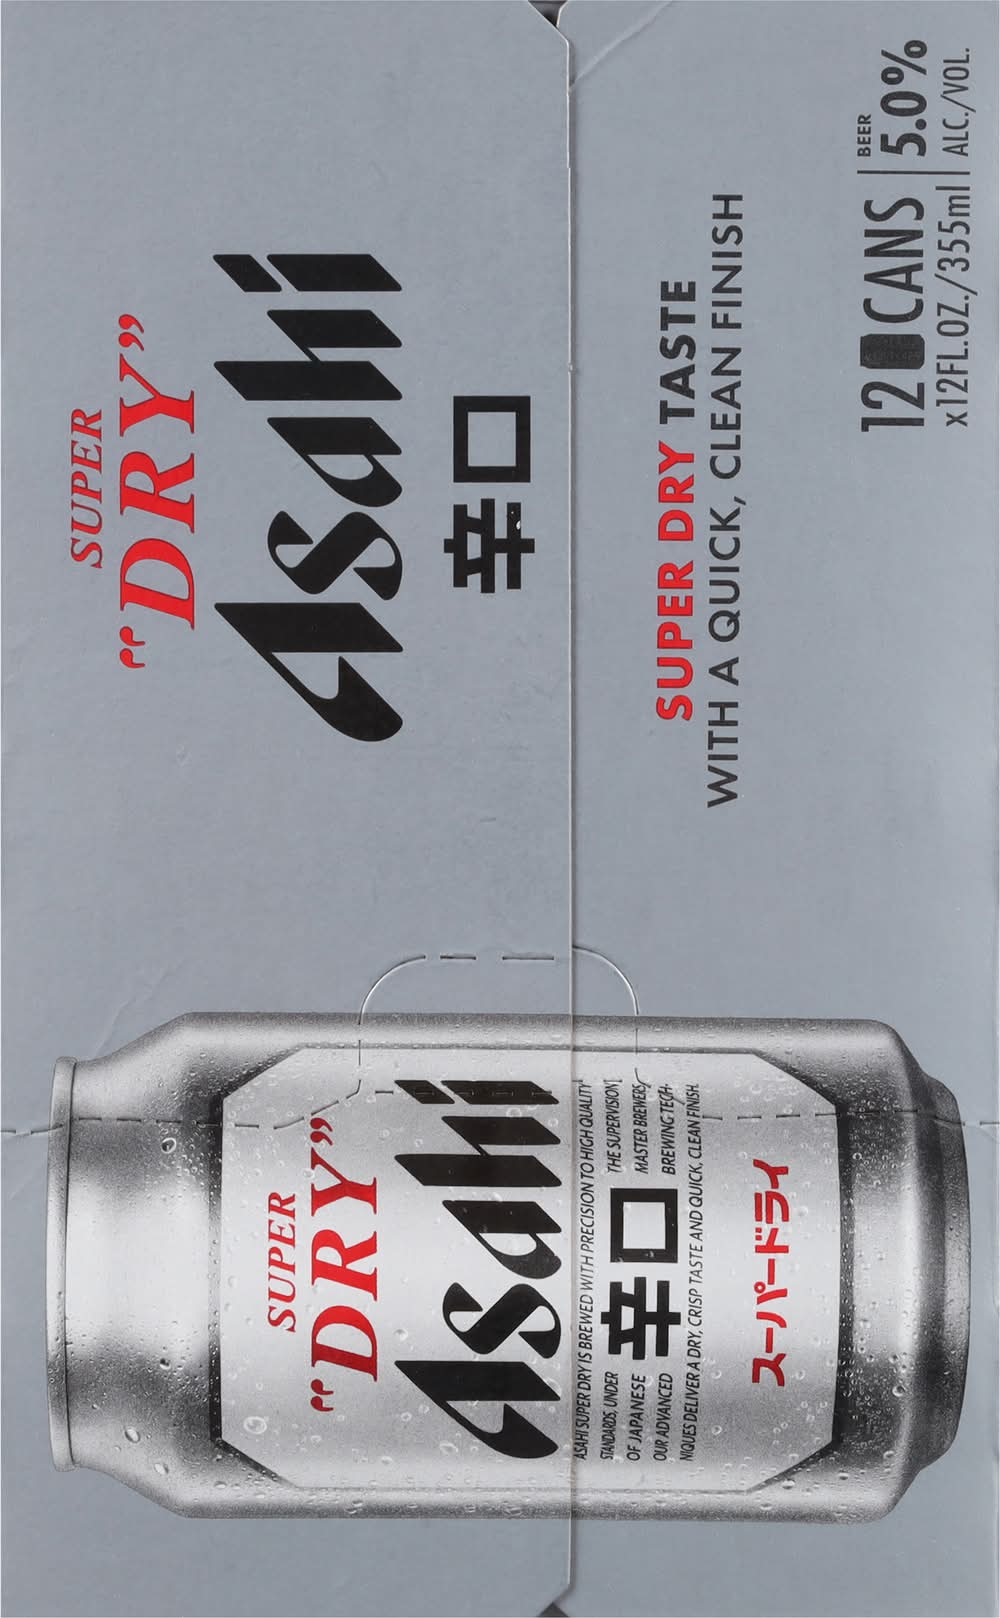 SUPER
"DRY"
Asahi
辛口
SUPER DRY TASTE
WITH A QUICK, CLEAN FINISH
12 CANS
x12FL.OZ./355ml
BEER
5.0%
ALC./VOL.
SUPER
"DRY"
Asahi
ASAHI SUPER DRY IS BREWED WITH PRECISION TO HIGH QUALITY
STANDARDS, UNDER THE SUPERVISION
OF JAPANESE MASTER BREWERS
OUR ADVANCED BREWING TECH-
NIQUES DELIVER A DRY, CRISP TASTE AND QUICK, CLEAN FINISH.
辛口
スーパードライ